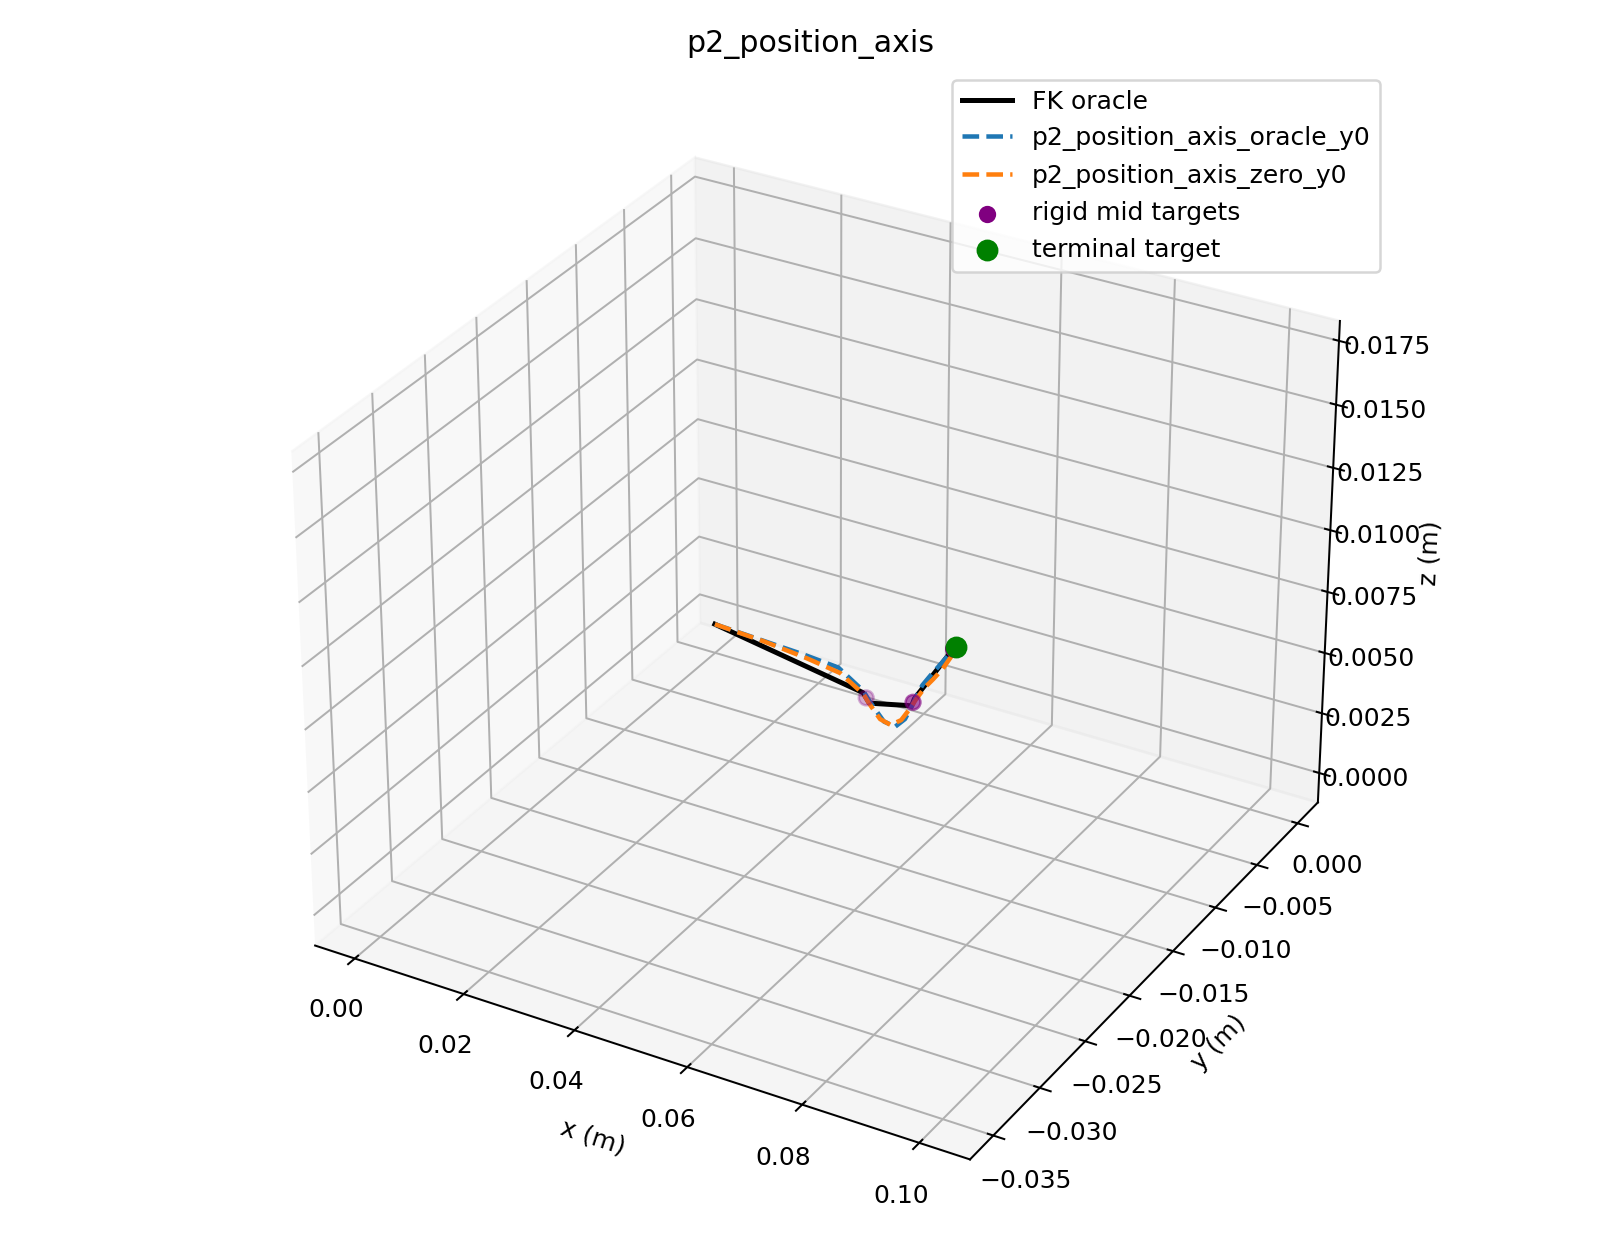 p2_position_axis
FK oracle
p2_position_axis_oracle_y0
p2_position_axis_zero_y0
rigid mid targets
terminal target
0.0175
0.0150
0.0125
0.0100
0.0075
0.0050
0.0025
0.0000
z (m)
0.000
−0.005
−0.010
−0.015
−0.020
−0.025
−0.030
−0.035
y (m)
0.00
0.02
0.04
0.06
0.08
0.10
x (m)